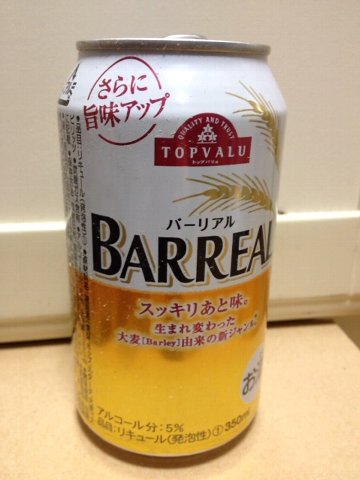 さらに
旨味アップ
QUALITY AND TRUST
TOPVALU
トップバリュ
バーリアル
BARREAL
スッキリあと味。
生まれ変わった
大麦[Barley]由来の新ジャンル。
お
アルコール分:5%
品目:リキュール(発泡性)① 350ml